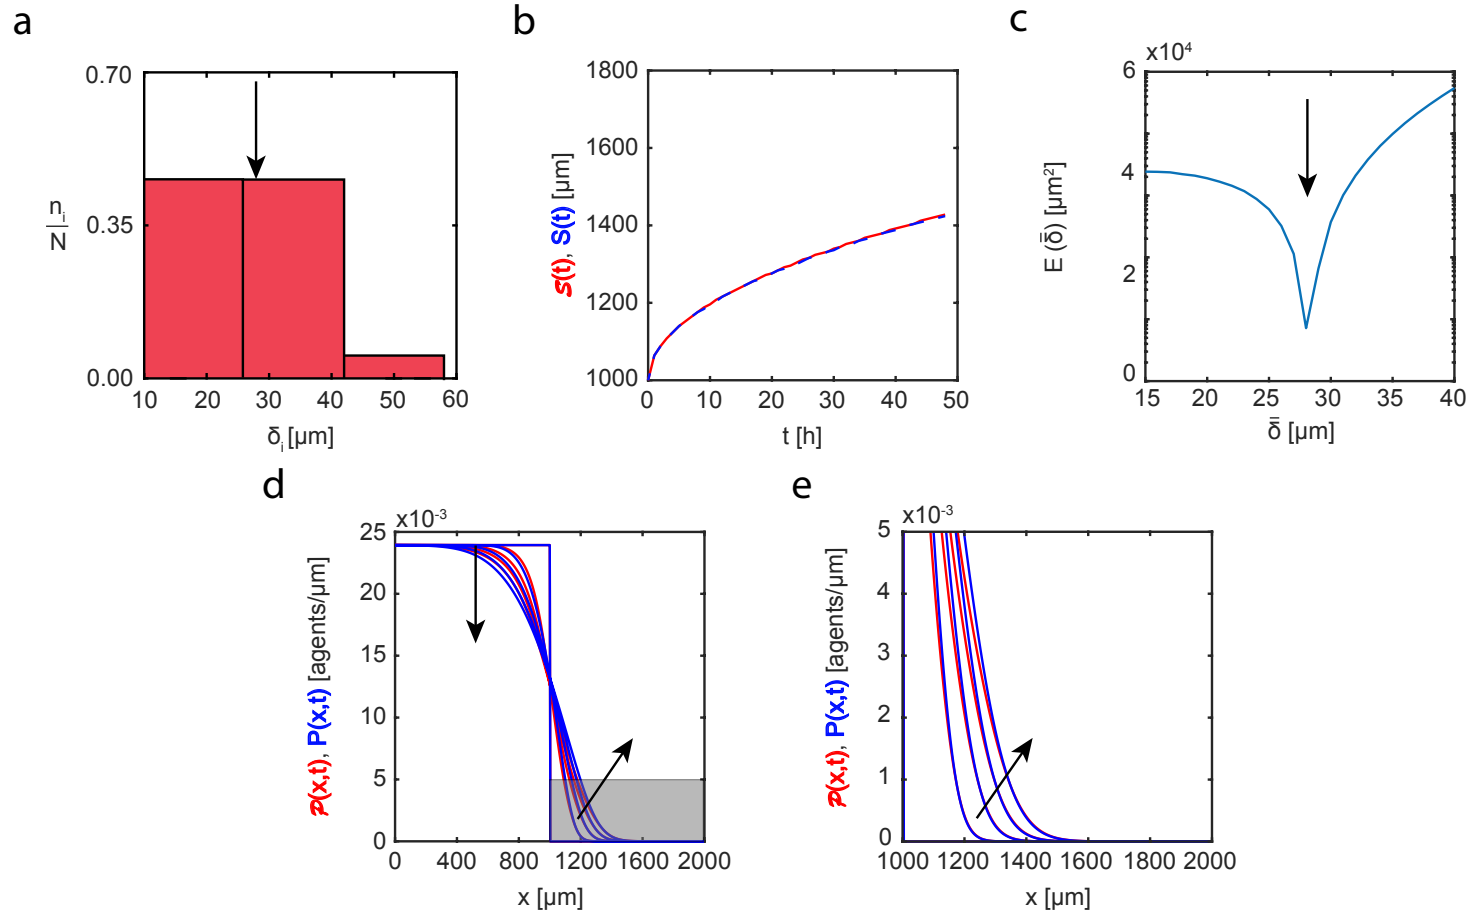 a
0.70
0.35
0.00
n_i
N
10 20 30 40 50 60
δ_i [μm]
b
1800
1600
1400
1200
1000
S(t), S(t) [μm]
0 10 20 30 40 50
t [h]
c
x10⁴
6
4
2
0
E (δ̄) [μm²]
15 20 25 30 35 40
δ̄ [μm]
d
x10⁻³
25
20
15
10
5
0
P(x,t), P(x,t) [agents/μm]
0 400 800 1200 1600 2000
x [μm]
e
x10⁻³
5
4
3
2
1
0
P(x,t), P(x,t) [agents/μm]
1000 1200 1400 1600 1800 2000
x [μm]